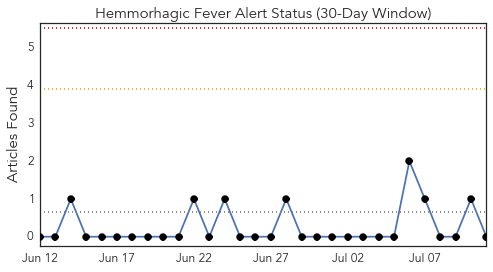 Hemmorhagic Fever Alert Status (30-Day Window)
Articles Found
5
4
3
2
1
0
Jun 12 Jun 17 Jun 22 Jun 27 Jul 02 Jul 07